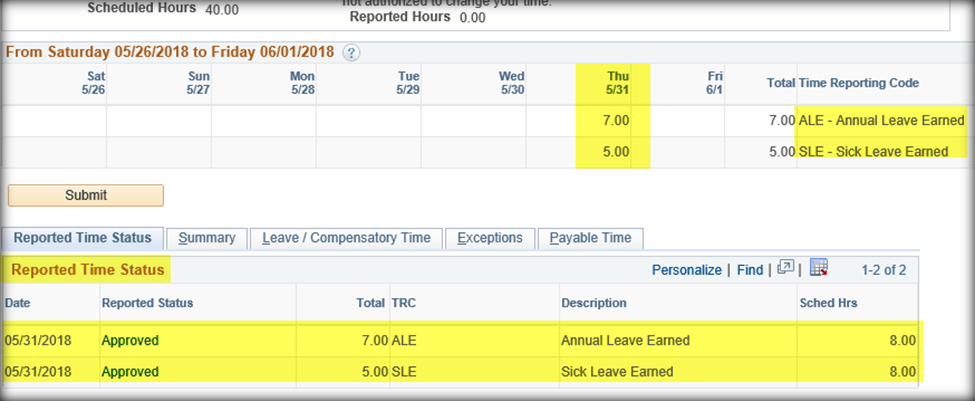 not authorized to change your time.
Scheduled Hours 40.00
Reported Hours 0.00
From Saturday 05/26/2018 to Friday 06/01/2018 ?
Sat Sun Mon Tue Wed Thu Fri Total Time Reporting Code
5/26 5/27 5/28 5/29 5/30 5/31 6/1
7.00 7.00 ALE - Annual Leave Earned
5.00 5.00 SLE - Sick Leave Earned
Submit
Reported Time Status Summary Leave / Compensatory Time Exceptions Payable Time
Reported Time Status Personalize | Find | | 1-2 of 2
Date Reported Status Total TRC Description Sched Hrs
05/31/2018 Approved 7.00 ALE Annual Leave Earned 8.00
05/31/2018 Approved 5.00 SLE Sick Leave Earned 8.00